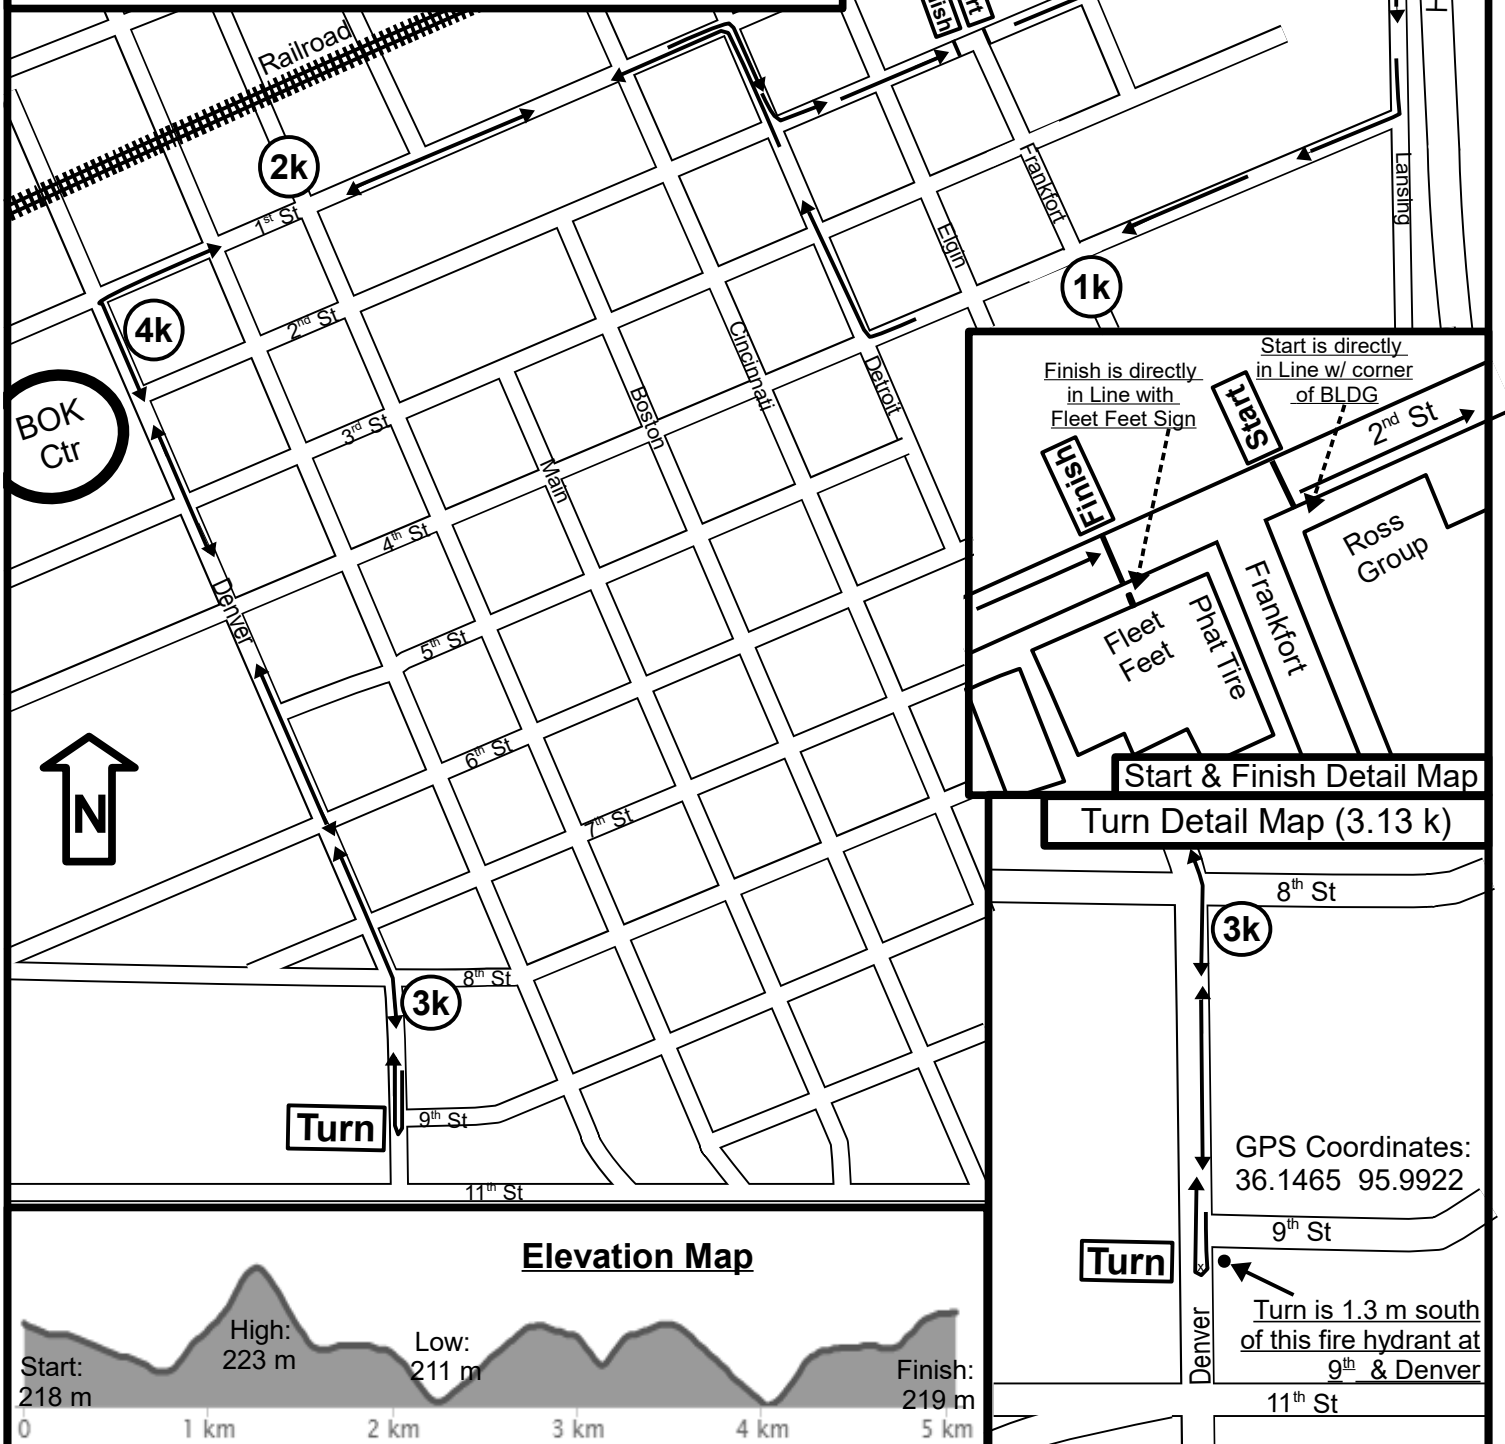 Railroad
2k
1st St
4k
2nd St
BOK
Ctr
3rd St
4th St
Denver
5th St
6th St
7th St
Main
Boston
Cincinnati
Detroit
Elgin
Frankfort
1k
Lansing
H
N
8th St
3k
Turn
9th St
11th St
Finish is directly
in Line with
Fleet Feet Sign
Start is directly
in Line w/ corner
of BLDG
Start
Finish
2nd St
Ross
Group
Frankfort
Fleet
Feet
Phat Tire
Start & Finish Detail Map
Turn Detail Map (3.13 k)
8th St
3k
GPS Coordinates:
36.1465 95.9922
9th St
Turn
x
Turn is 1.3 m south
of this fire hydrant at
9th & Denver
Denver
11th St
Elevation Map
High:
223 m
Low:
211 m
Start:
218 m
Finish:
219 m
0
1 km
2 km
3 km
4 km
5 km